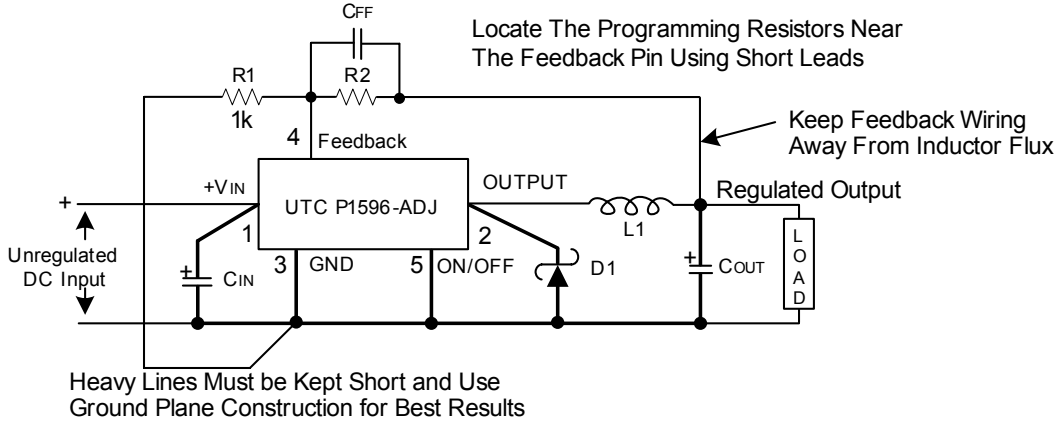 CFF
Locate The Programming Resistors Near
The Feedback Pin Using Short Leads
R1
R2
1k
4
Feedback
Keep Feedback Wiring
Away From Inductor Flux
+VIN
UTC P1596-ADJ
OUTPUT
Regulated Output
+
1
2
L1
Unregulated
DC Input
+
CIN
3
GND
5
ON/OFF
D1
+
COUT
LOAD
Heavy Lines Must be Kept Short and Use
Ground Plane Construction for Best Results